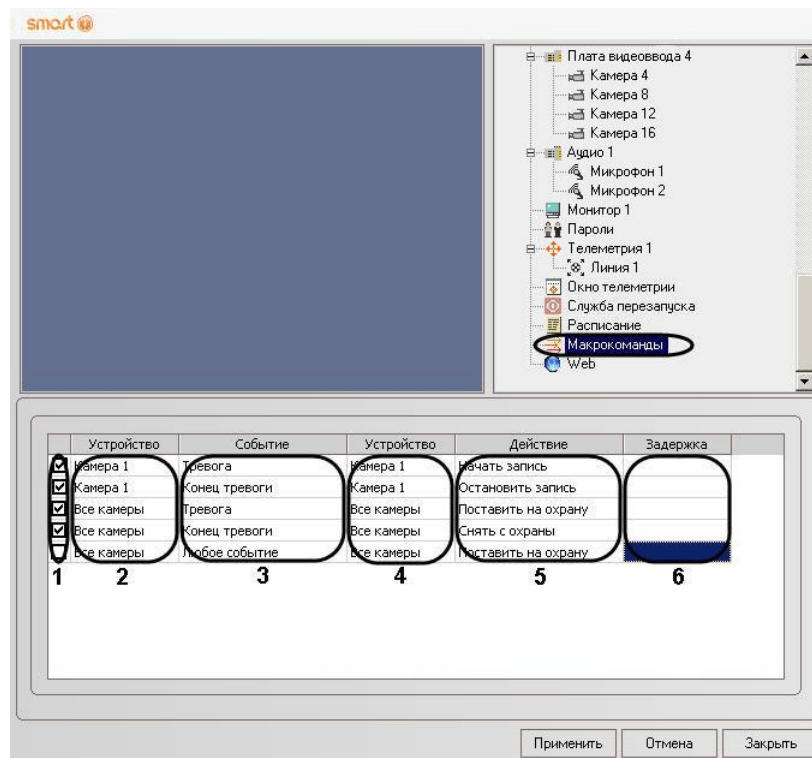 smart
Плата видеоввода 4
Камера 4
Камера 8
Камера 12
Камера 16
Аудио 1
Микрофон 1
Микрофон 2
Монитор 1
Пароли
Телеметрия 1
Линия 1
Окно телеметрии
Служба перезапуска
Расписание
Макрокоманды
Web
Устройство Событие Устройство Действие Задержка
Камера 1 Тревога Камера 1 Начать запись
Камера 1 Конец тревоги Камера 1 Остановить запись
Все камеры Тревога Все камеры Поставить на охрану
Все камеры Конец тревоги Все камеры Снять с охраны
Все камеры Любое событие Все камеры Поставить на охрану
1 2 3 4 5 6
Применить Отмена Закрыть